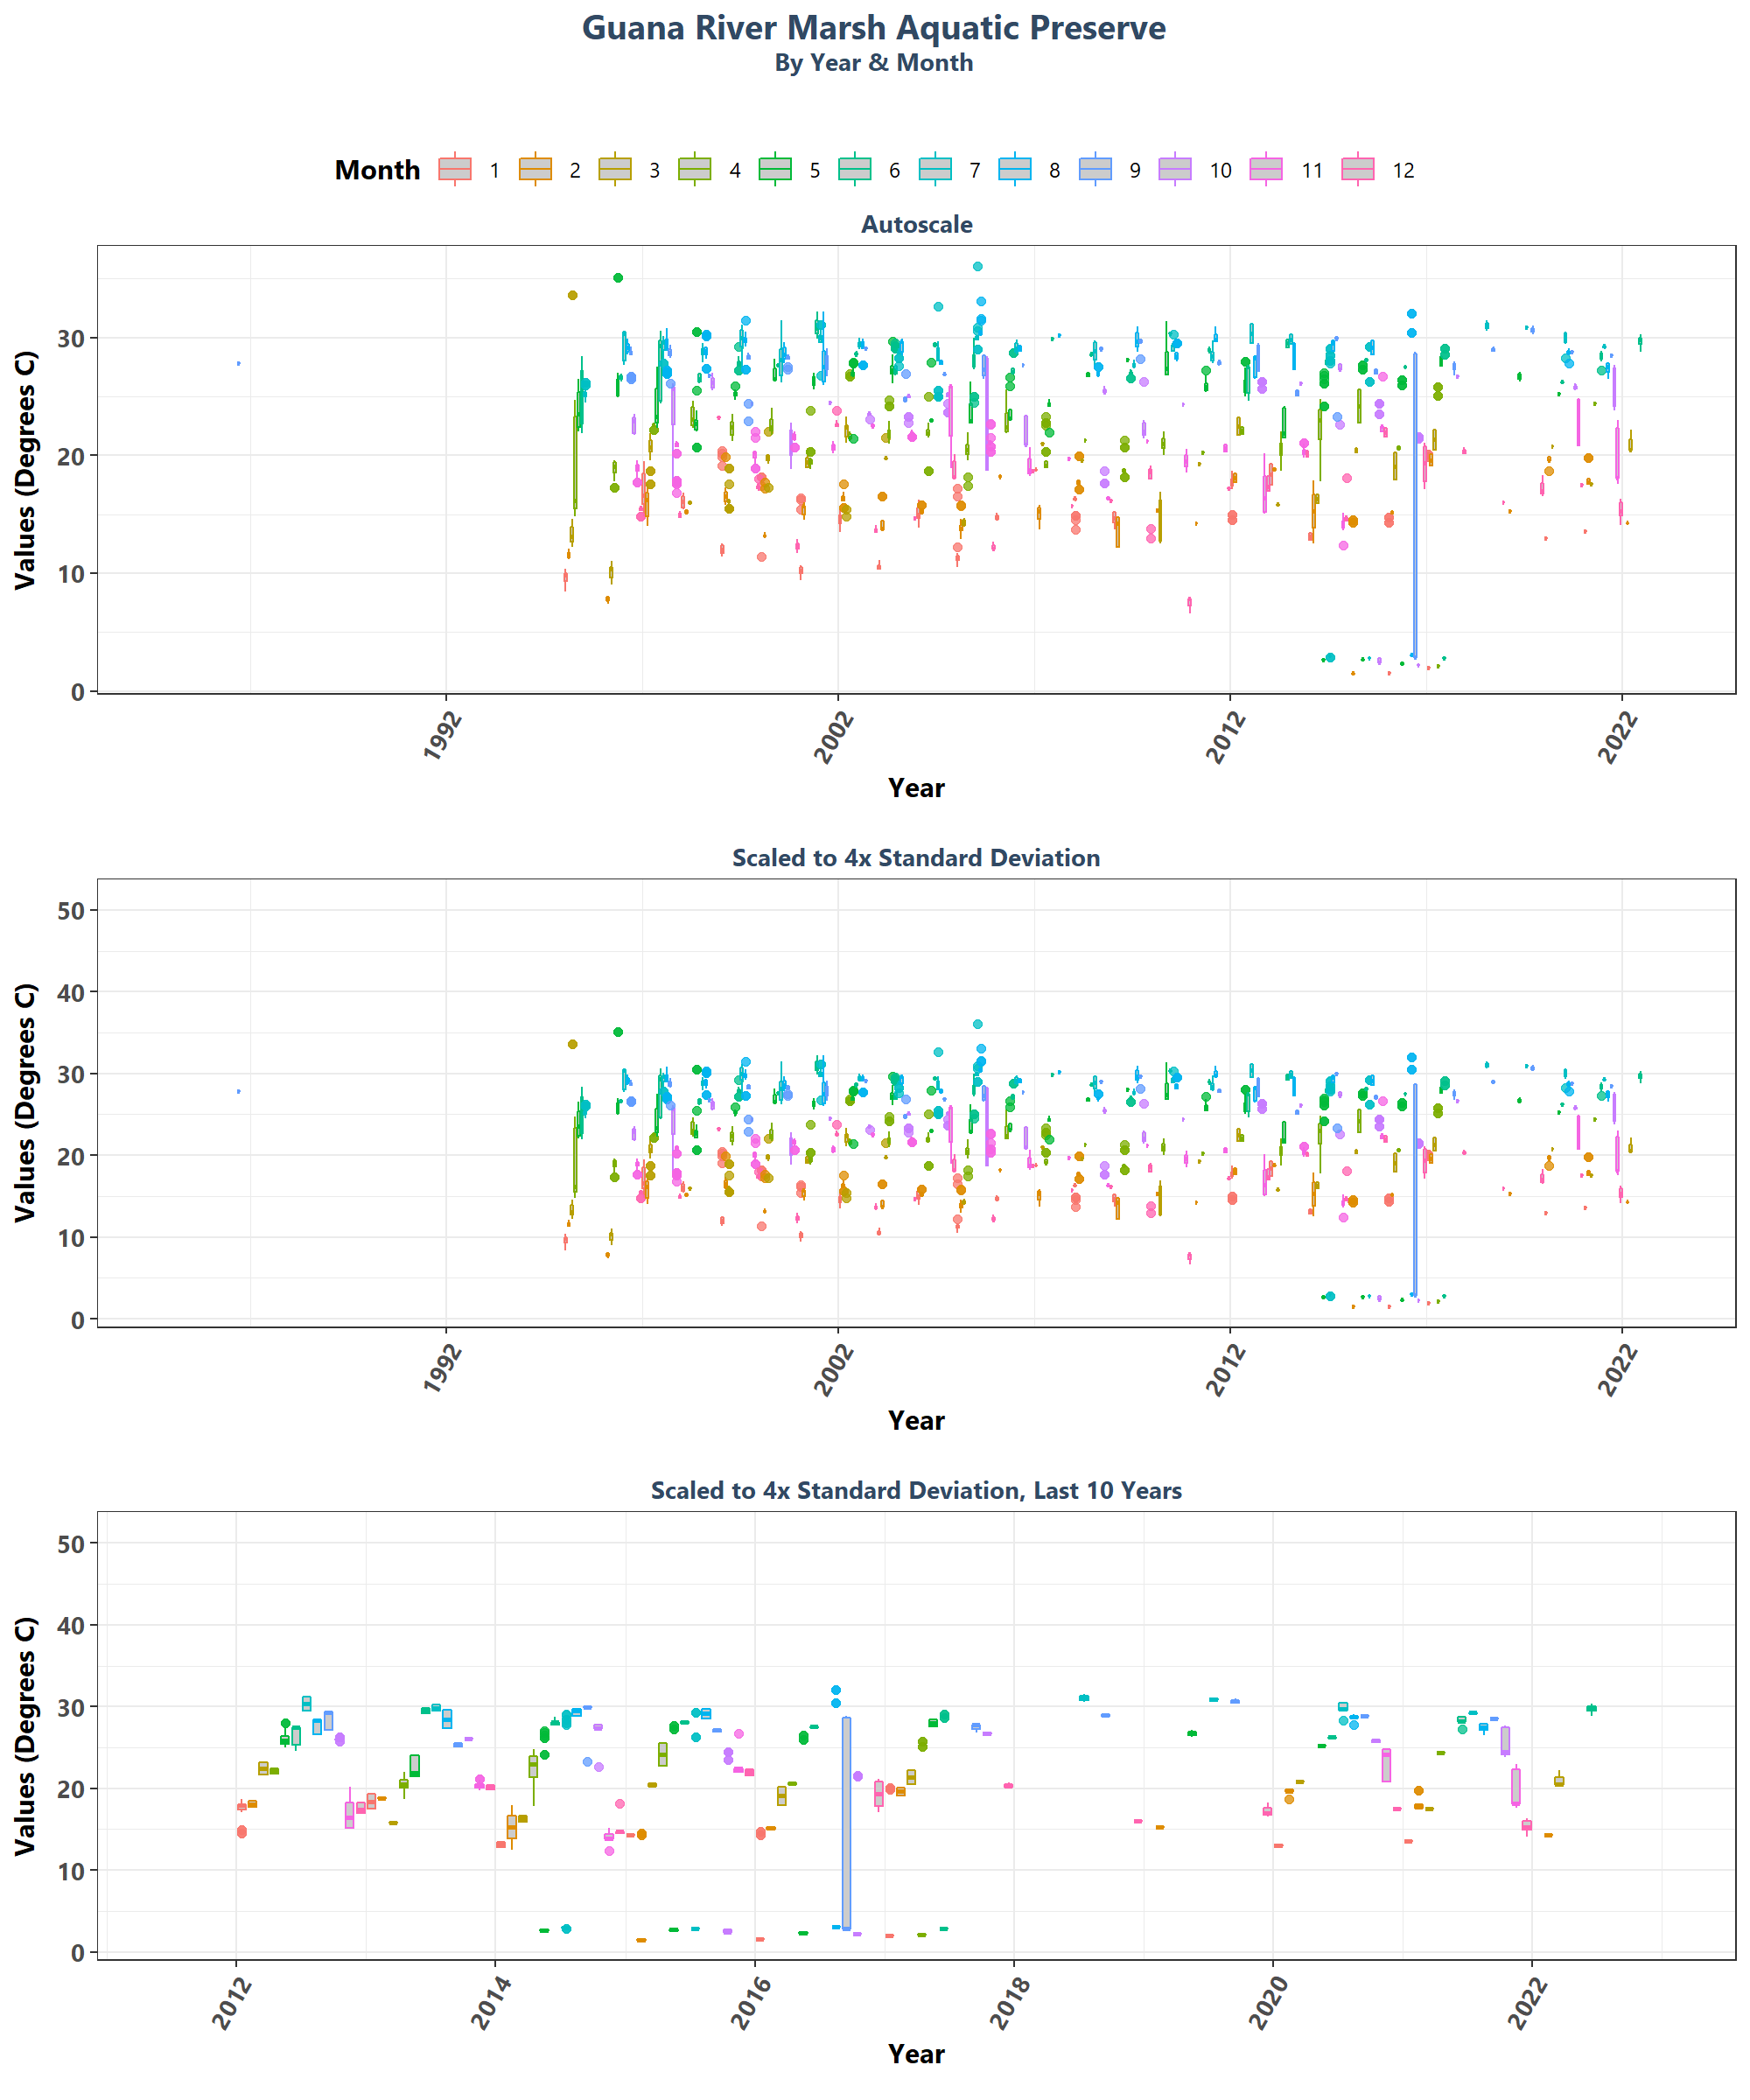 Guana River Marsh Aquatic Preserve
By Year & Month
Month 1 2 3 4 5 6 7 8 9 10 11 12
Autoscale
Values (Degrees C)
30
20
10
0
1992 2002 2012 2022
Year
Scaled to 4x Standard Deviation
Values (Degrees C)
50
40
30
20
10
0
1992 2002 2012 2022
Year
Scaled to 4x Standard Deviation, Last 10 Years
Values (Degrees C)
50
40
30
20
10
0
2012 2014 2016 2018 2020 2022
Year